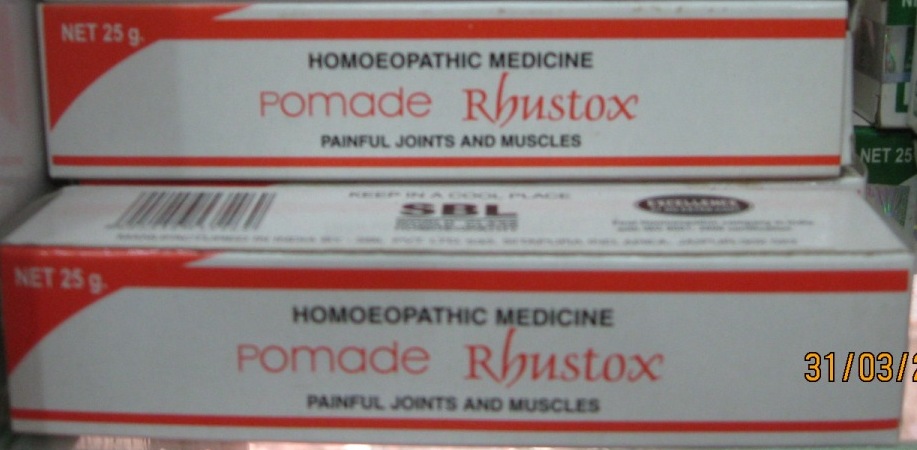 NET 25 g.
HOMOEOPATHIC MEDICINE
Pomade Rhustox
PAINFUL JOINTS AND MUSCLES
NET 25
KEEP IN A COOL PLACE
SBL
EXCELLENCE
NET 25 g.
HOMOEOPATHIC MEDICINE
Pomade Rhustox
PAINFUL JOINTS AND MUSCLES
31/03/2